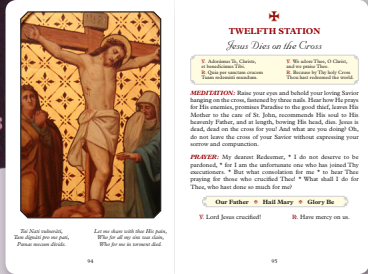 Tui Nati vulneráti,
Tam dignáti pro me pati,
Pœnas mecum dívide.
Let me share with thee His pain,
Who for all my sins was slain,
Who for me in torment died.
94
TWELFTH STATION
Jesus Dies on the Cross
V. Adorámus Te, Christe,
et benedícimus Tibi.
R. Quia per sanctam crucem
Tuam redemísti mundum.
V. We adore Thee, O Christ,
and we praise Thee.
R. Because by Thy holy Cross
Thou hast redeemed the world.
MEDITATION: Raise your eyes and behold your loving Savior
hanging on the cross, fastened by three nails. Hear how He prays
for His enemies, promises Paradise to the good thief, leaves His
Mother to the care of St. John, recommends His soul to His
heavenly Father, and at length, bowing His head, dies. Jesus is
dead, dead on the cross for you! And what are you doing? Oh,
do not leave the cross of your Savior without expressing your
sorrow and compunction.
PRAYER: My dearest Redeemer, * I do not deserve to be
pardoned, * for I am the unfortunate one who has joined Thy
executioners. * But what consolation for me * to hear Thee
praying for those who crucified Thee! * What shall I do for
Thee, who hast done so much for me?
Our Father ✠ Hail Mary ✠ Glory Be
V. Lord Jesus crucified!
R. Have mercy on us.
95